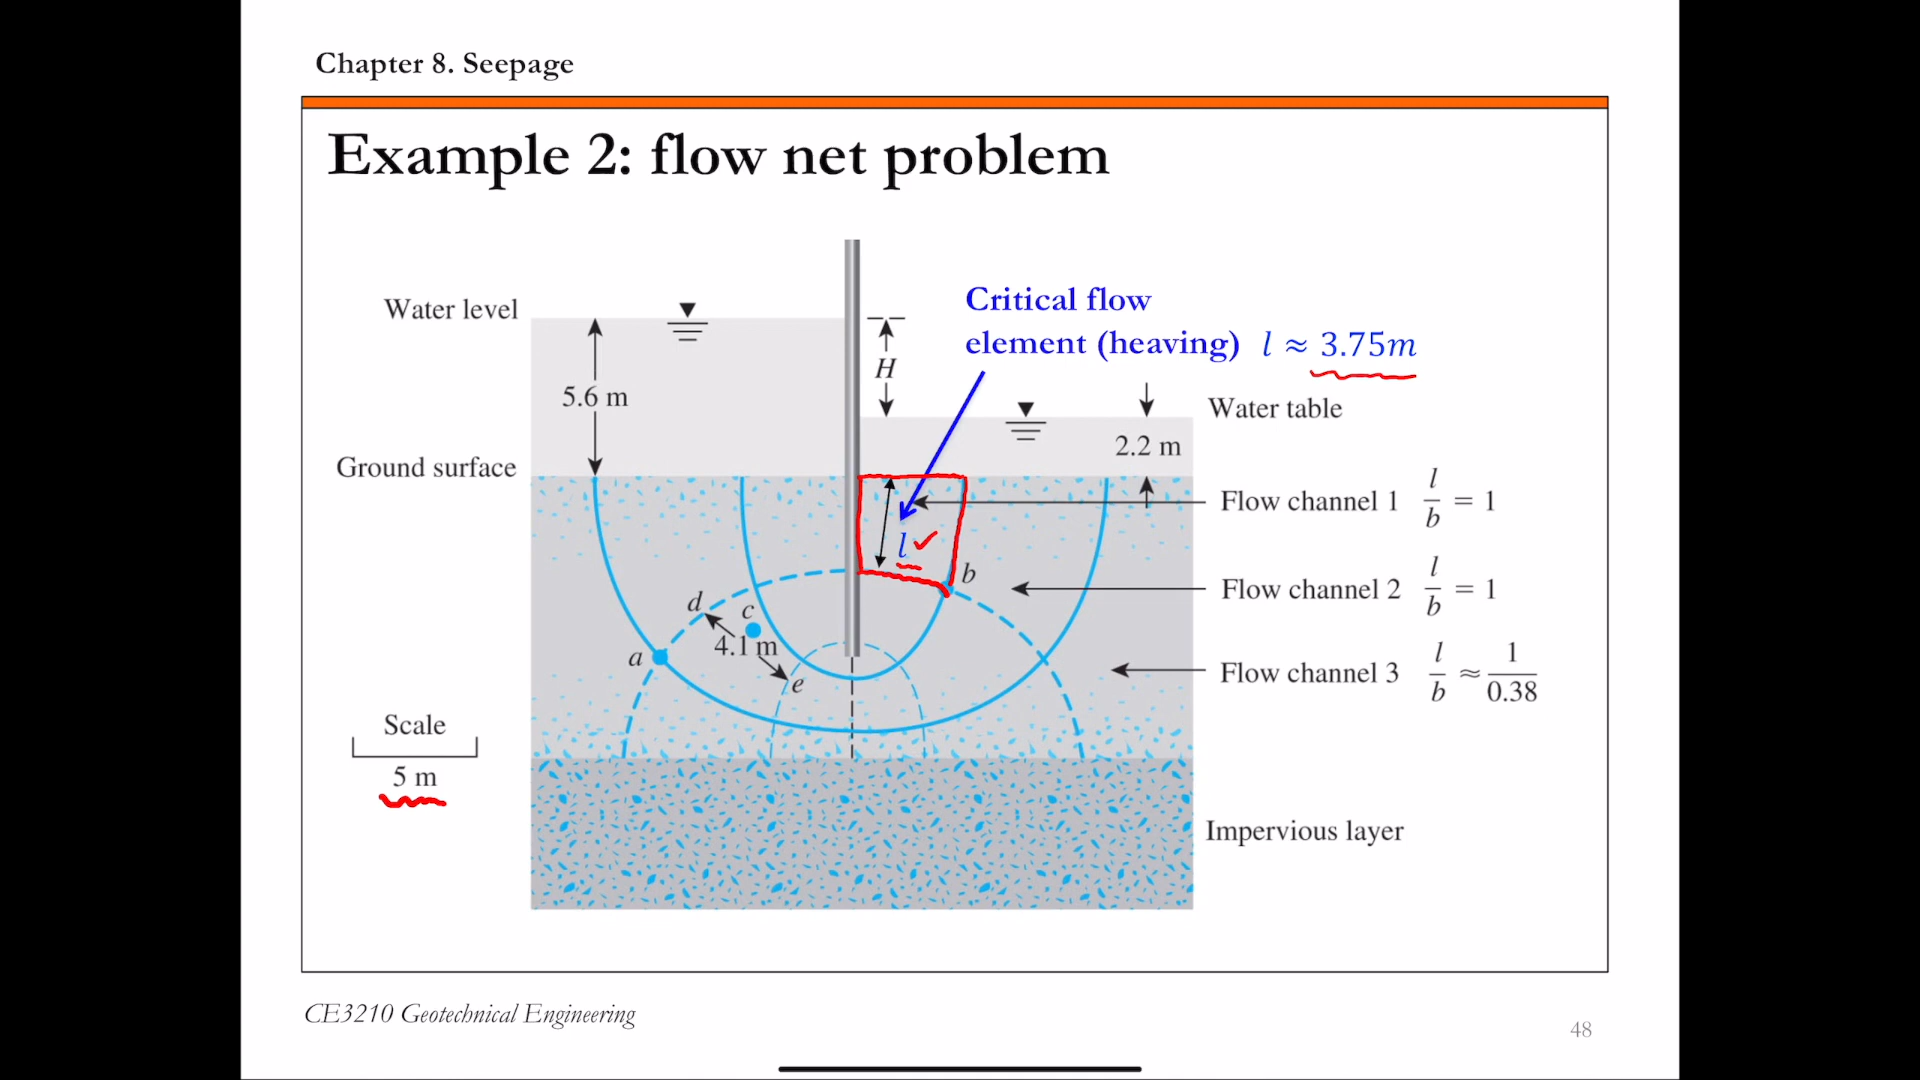 Chapter 8. Seepage
Example 2: flow net problem
Critical flow
element (heaving) l ≈ 3.75m
Water level
H
5.6 m
Water table
2.2 m
Ground surface
Flow channel 1 l/b = 1
l
b
Flow channel 2 l/b = 1
d
c
4.1 m
a
e
Flow channel 3 l/b ≈ 1/0.38
Scale
5 m
Impervious layer
CE3210 Geotechnical Engineering
48